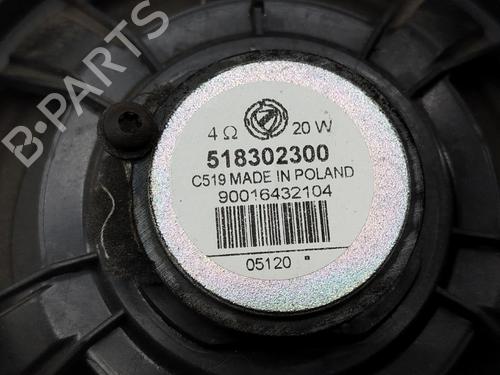 B-PARTS
4 Ω 20 W
518302300
C519 MADE IN POLAND
90016432104
05120